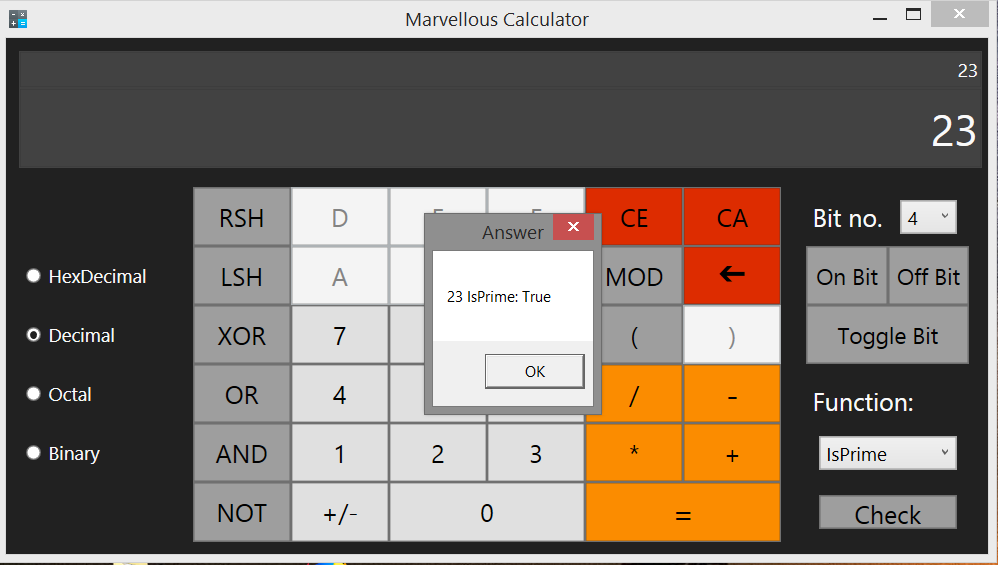 Marvellous Calculator
23
23
RSH D CE CA
LSH A MOD ←
XOR 7 ( )
OR 4 / -
AND 1 2 3 * +
NOT +/- 0 =
HexDecimal
Decimal
Octal
Binary
Answer
23 IsPrime: True
OK
Bit no. 4
On Bit Off Bit
Toggle Bit
Function:
IsPrime
Check